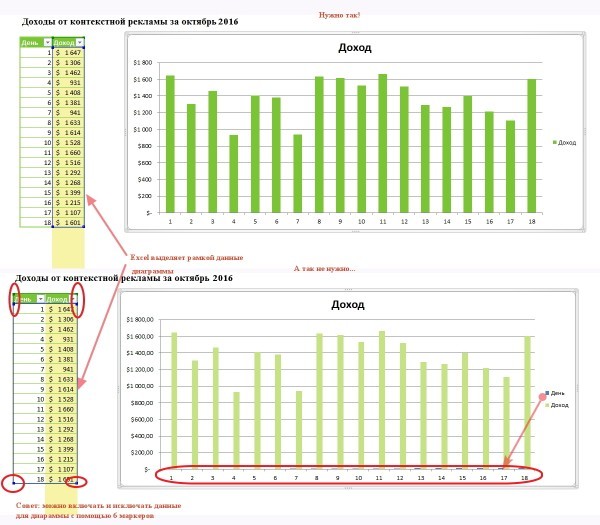 Нужно так!
Доходы от контекстной рекламы за октябрь 2016
День Доход
1 $ 1 647
2 $ 1 306
3 $ 1 462
4 $ 931
5 $ 1 408
6 $ 1 381
7 $ 941
8 $ 1 633
9 $ 1 614
10 $ 1 528
11 $ 1 660
12 $ 1 516
13 $ 1 292
14 $ 1 268
15 $ 1 399
16 $ 1 215
17 $ 1 107
18 $ 1 601
Доход
$1 800
$1 600
$1 400
$1 200
$1 000
$800
$600
$400
$200
$-
1 2 3 4 5 6 7 8 9 10 11 12 13 14 15 16 17 18
Доход
Excel выделяет рамкой данные
диаграммы
А так не нужно...
Доходы от контекстной рекламы за октябрь 2016
День Доход
1 $ 1 647
2 $ 1 306
3 $ 1 462
4 $ 931
5 $ 1 408
6 $ 1 381
7 $ 941
8 $ 1 633
9 $ 1 614
10 $ 1 528
11 $ 1 660
12 $ 1 516
13 $ 1 292
14 $ 1 268
15 $ 1 399
16 $ 1 215
17 $ 1 107
18 $ 1 601
Доход
$1 800,00
$1 600,00
$1 400,00
$1 200,00
$1 000,00
$800,00
$600,00
$400,00
$200,00
$-
1 2 3 4 5 6 7 8 9 10 11 12 13 14 15 16 17 18
День
Доход
Совет: можно включать и исключать данные
для диаграммы с помощью 6 маркеров